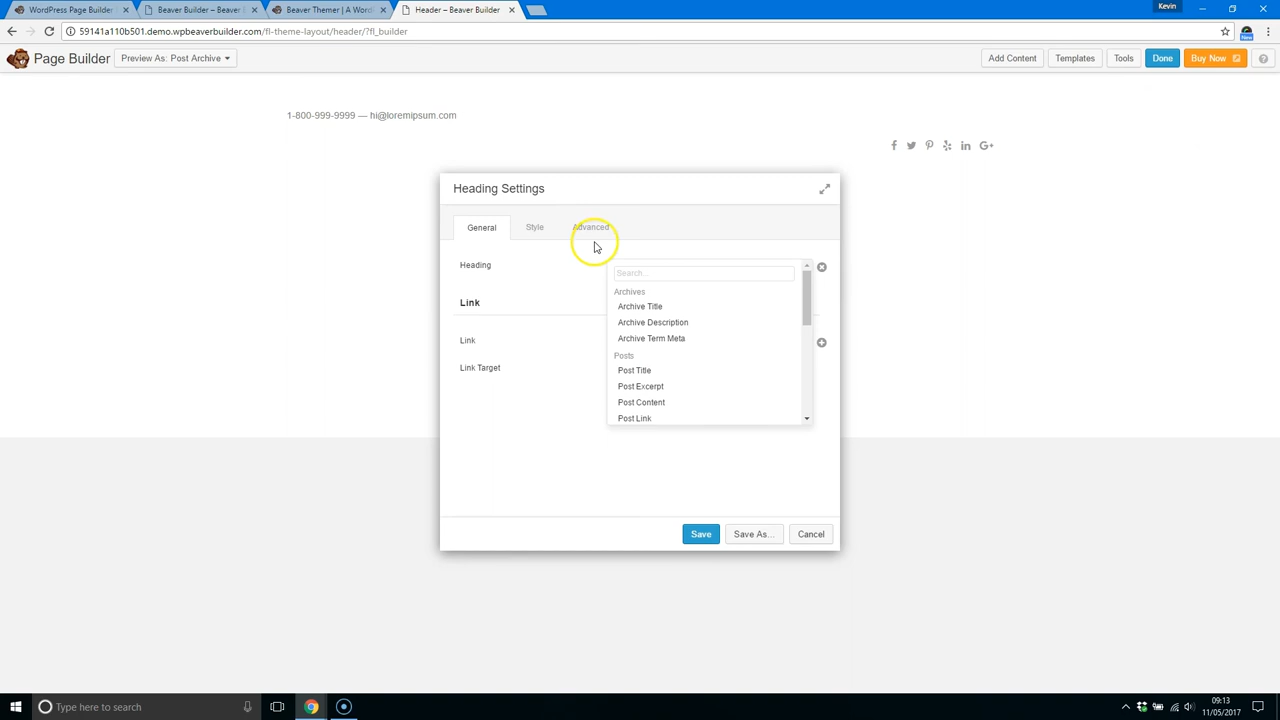 WordPress Page Builder
Beaver Builder – Beaver
Beaver Themer | A Word
Header – Beaver Builder
Kevin
59141a110b501.demo.wpbeaverbuilder.com/fl-theme-layout/header/?fl_builder
New
Page Builder
Preview As: Post Archive
Add Content
Templates
Tools
Done
Buy Now
?
1-800-999-9999 — hi@loremipsum.com
Heading Settings
General
Style
Advanced
Heading
Search...
Archives
Archive Title
Archive Description
Link
Archive Term Meta
Link
Posts
Link Target
Post Title
Post Excerpt
Post Content
Post Link
Save
Save As...
Cancel
Type here to search
09:13
11/05/2017